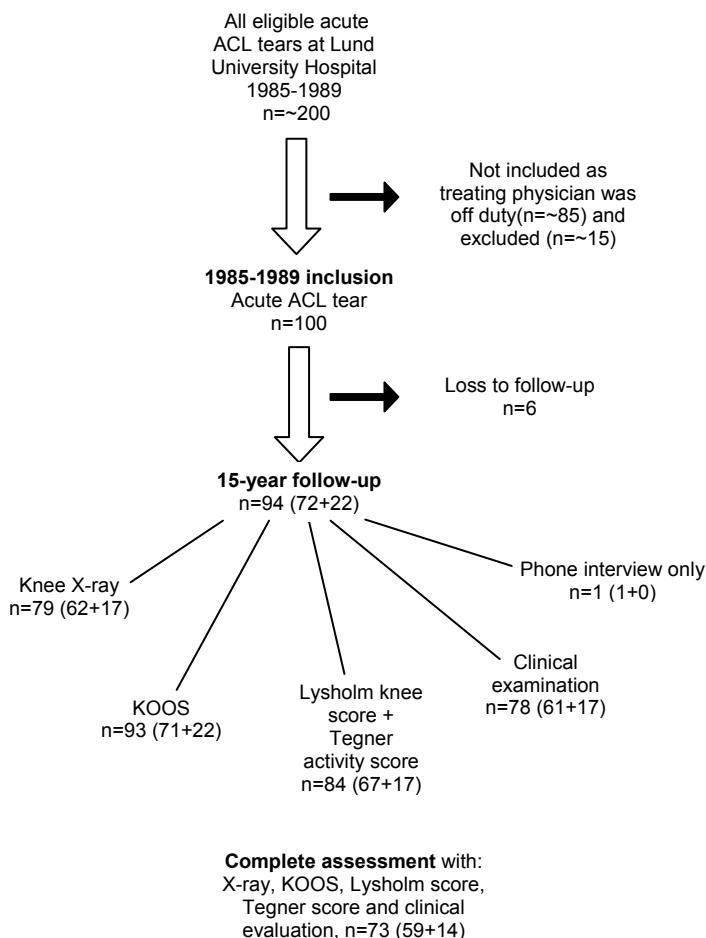 All eligible acute
ACL tears at Lund
University Hospital
1985-1989
n=~200
Not included as
treating physician was
off duty(n=~85) and
excluded (n=~15)
1985-1989 inclusion
Acute ACL tear
n=100
Loss to follow-up
n=6
15-year follow-up
n=94 (72+22)
Knee X-ray
n=79 (62+17)
KOOS
n=93 (71+22)
Lysholm knee
score +
Tegner
activity score
n=84 (67+17)
Clinical
examination
n=78 (61+17)
Phone interview only
n=1 (1+0)
Complete assessment with:
X-ray, KOOS, Lysholm score,
Tegner score and clinical
evaluation, n=73 (59+14)